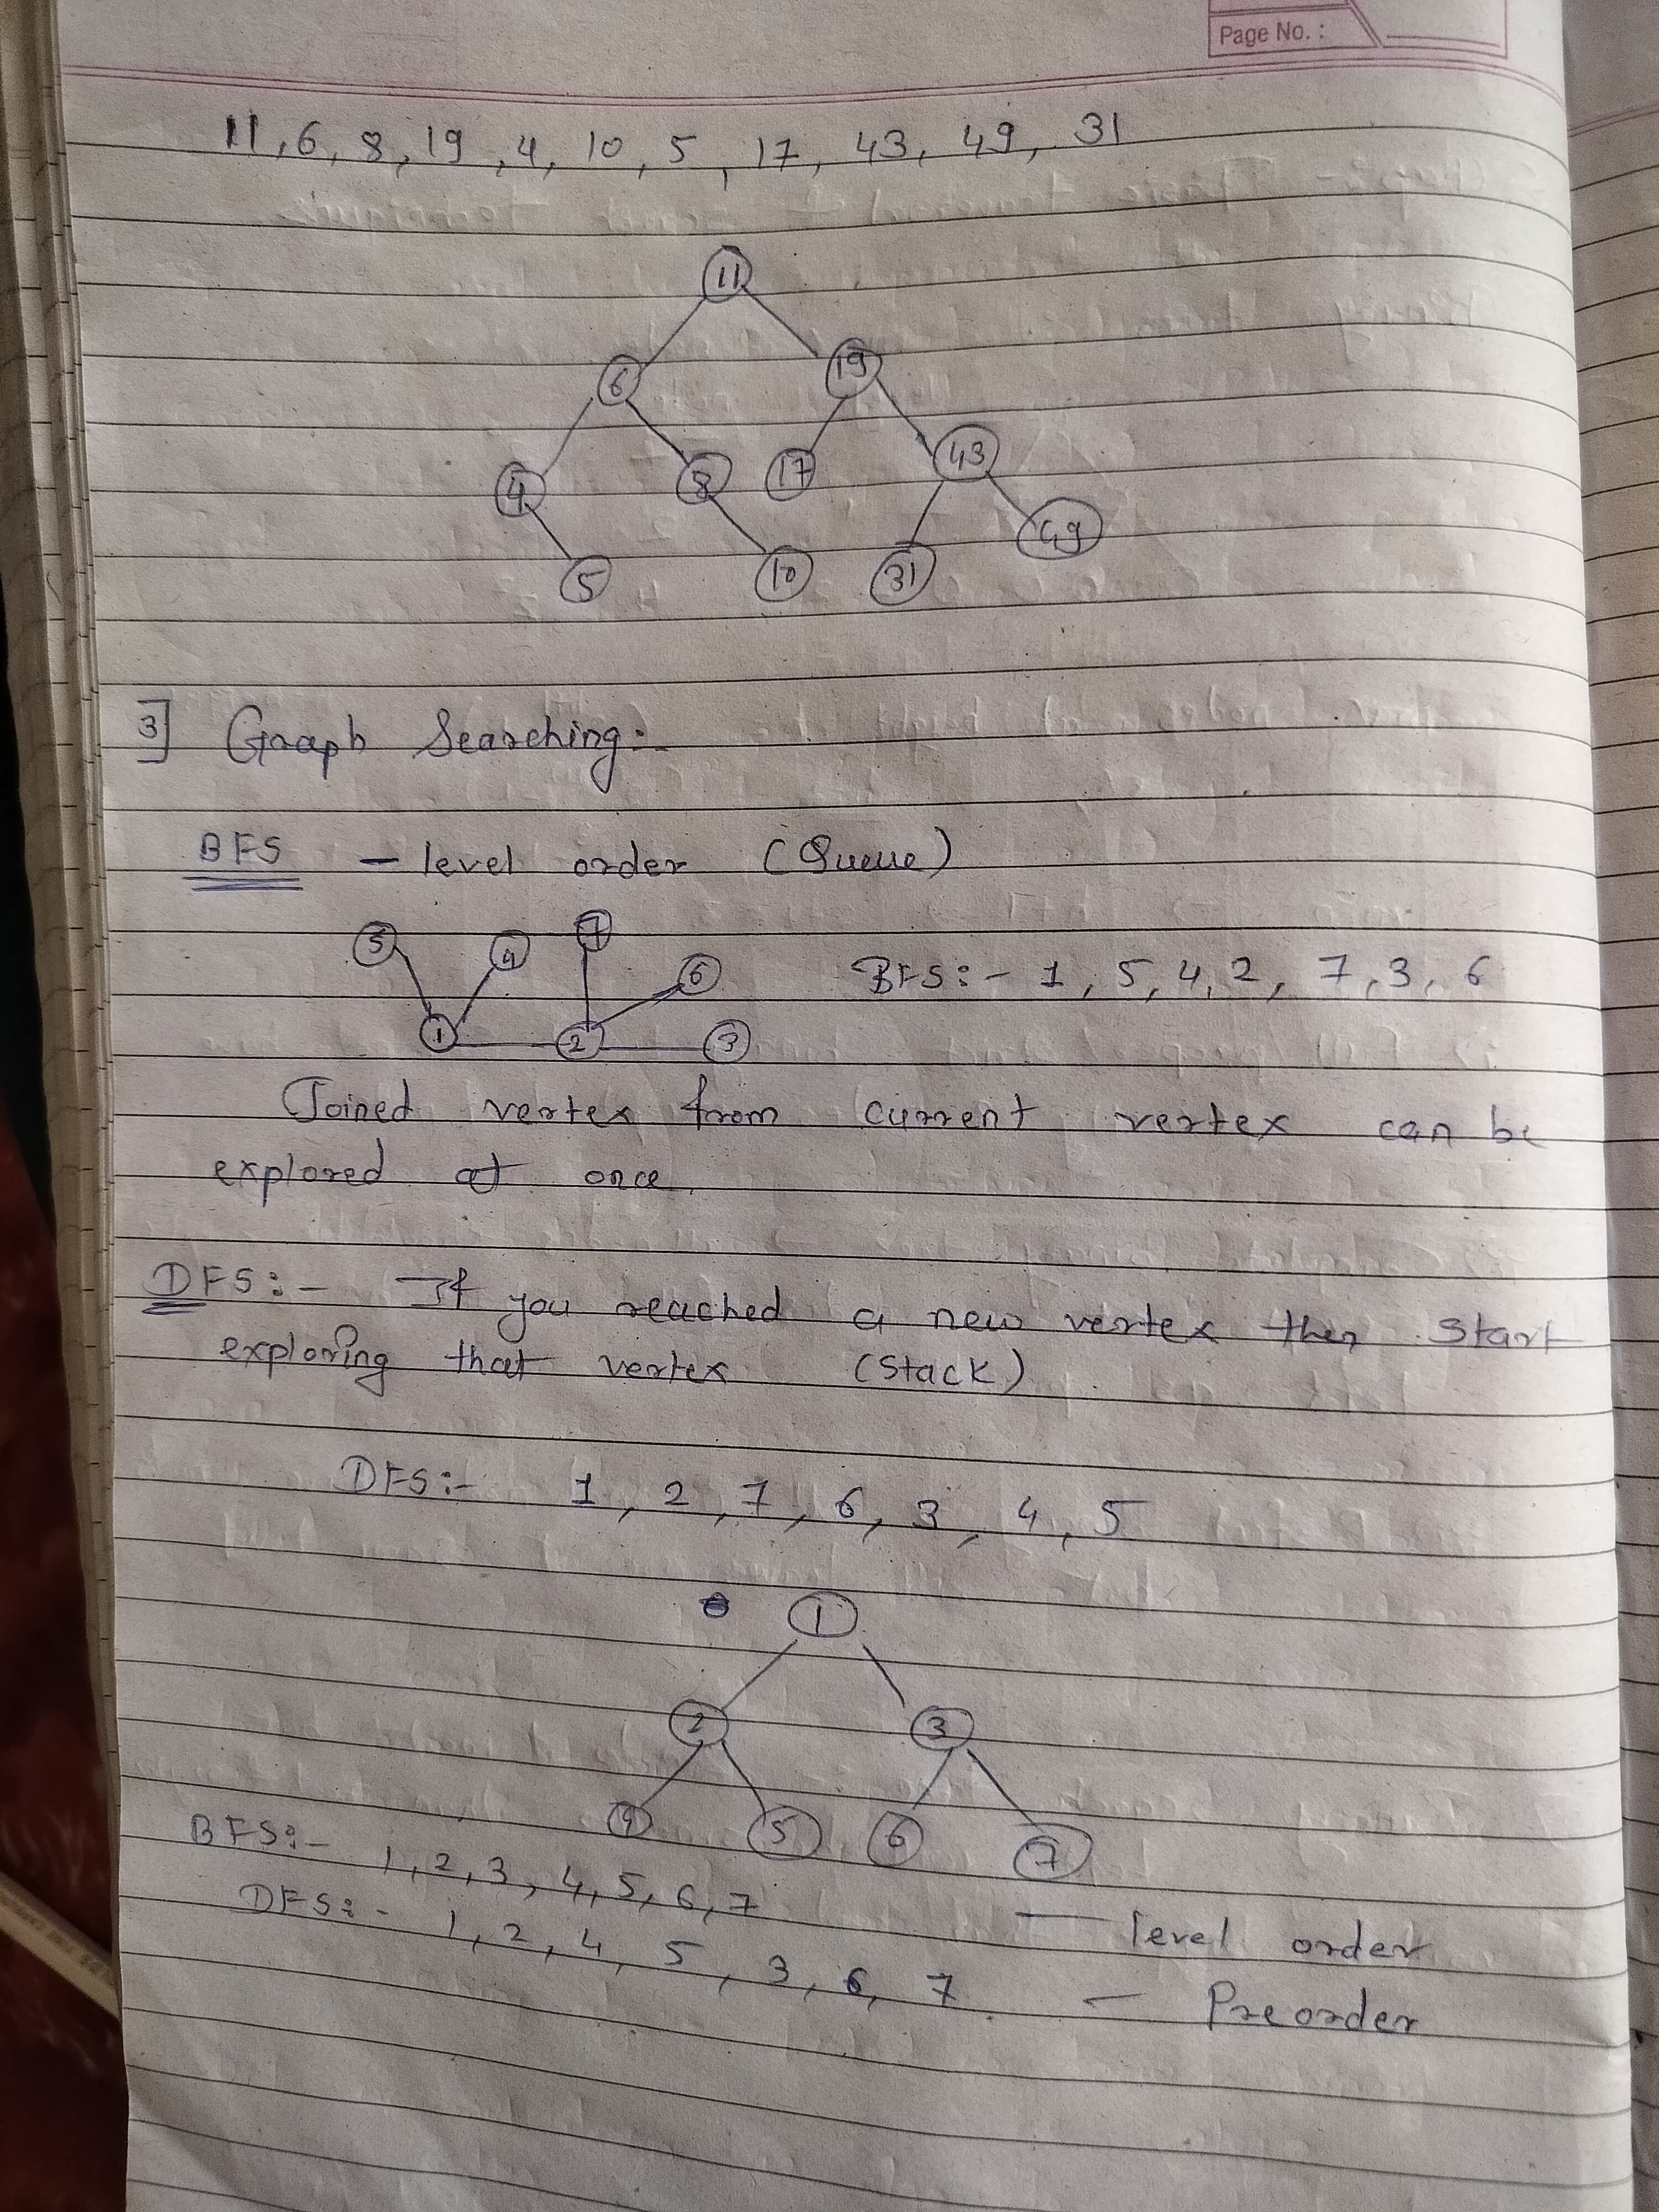 Page No. :
11, 6, 8, 19, 4, 10, 5, 17, 43, 49, 31
11
6 19
4 8 17 43
5 10 31 49
3] Graph Searching:-
BFS - level order (Queue)
5 4 7
6 BFS:- 1, 5, 4, 2, 7, 3, 6
1 2 3
Joined vertex from current vertex can be
explored at once.
DFS:- If you reached a new vertex then start
exploring that vertex (stack)
DFS:- 1, 2, 7, 6, 3, 4, 5
1
2 3
4 5 6 7
BFS:- 1, 2, 3, 4, 5, 6, 7 — level order
DFS:- 1, 2, 4, 5, 3, 6, 7. — Preorder